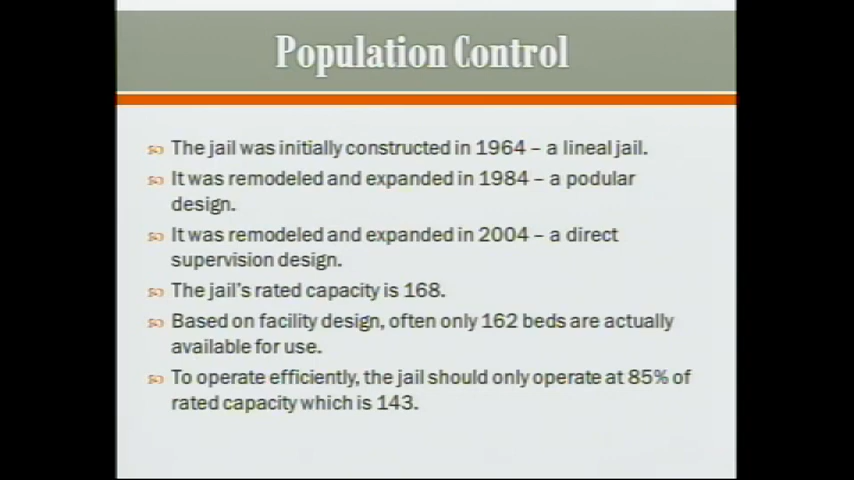 Population Control
The jail was initially constructed in 1964 – a lineal jail.
It was remodeled and expanded in 1984 – a podular
design.
It was remodeled and expanded in 2004 – a direct
supervision design.
The jail's rated capacity is 168.
Based on facility design, often only 162 beds are actually
available for use.
To operate efficiently, the jail should only operate at 85% of
rated capacity which is 143.